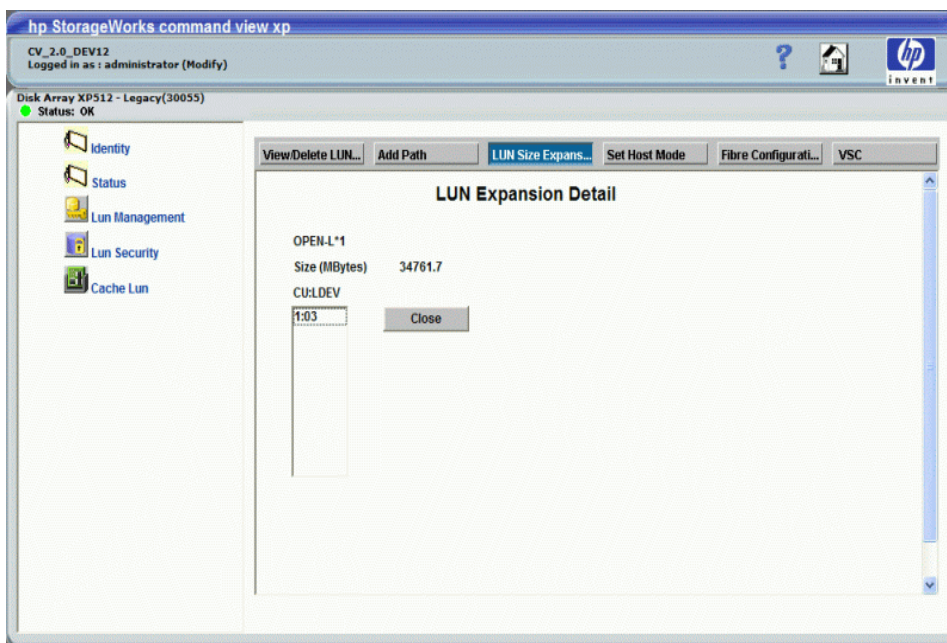 hp StorageWorks command view xp
CV_2.0_DEV12
Logged in as : administrator (Modify)
?
hp
invent
Disk Array XP512 - Legacy(30055)
Status: OK
Identity
Status
Lun Management
Lun Security
Cache Lun
View/Delete LUN... Add Path LUN Size Expans... Set Host Mode Fibre Configurati... VSC
LUN Expansion Detail
OPEN-L*1
Size (MBytes) 34761.7
CU:LDEV
1:03
Close